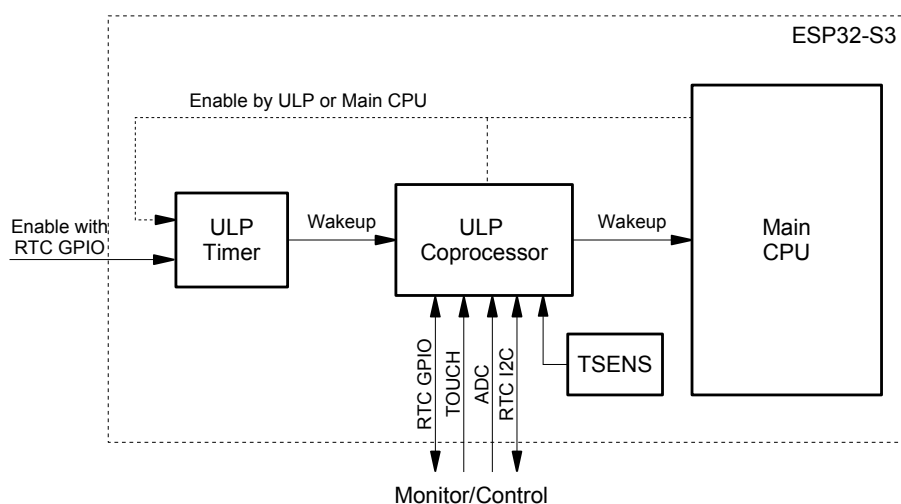 ESP32-S3
Enable by ULP or Main CPU
Enable with
RTC GPIO
ULP
Timer
Wakeup
ULP
Coprocessor
Wakeup
Main
CPU
RTC GPIO
TOUCH
ADC
RTC I2C
TSENS
Monitor/Control